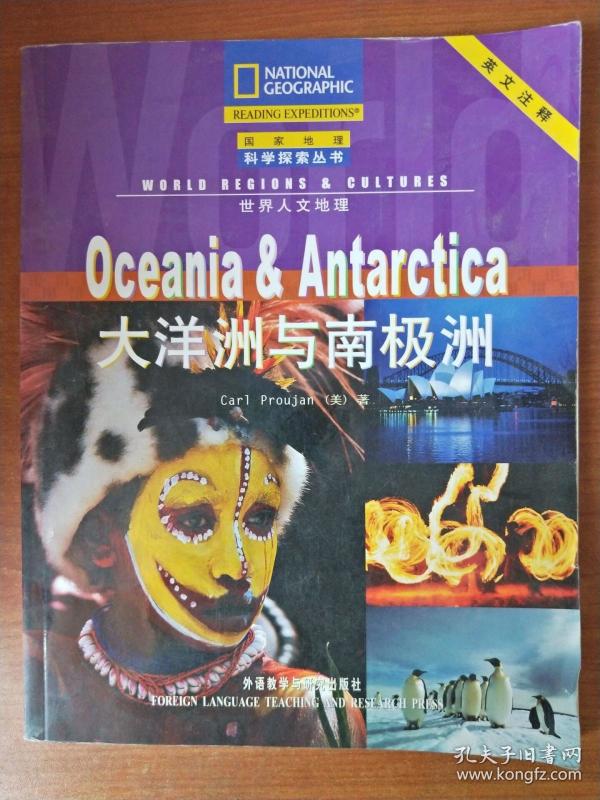 World
NATIONAL
GEOGRAPHIC
READING EXPEDITIONS®
国家地理
科学探索丛书
英文注释
WORLD REGIONS & CULTURES
世界人文地理
Oceania & Antarctica
大洋洲与南极洲
Carl Proujan (美) 著
外语教学与研究出版社
FOREIGN LANGUAGE TEACHING AND RESEARCH PRESS
孔夫子旧书网
www.kongfz.com